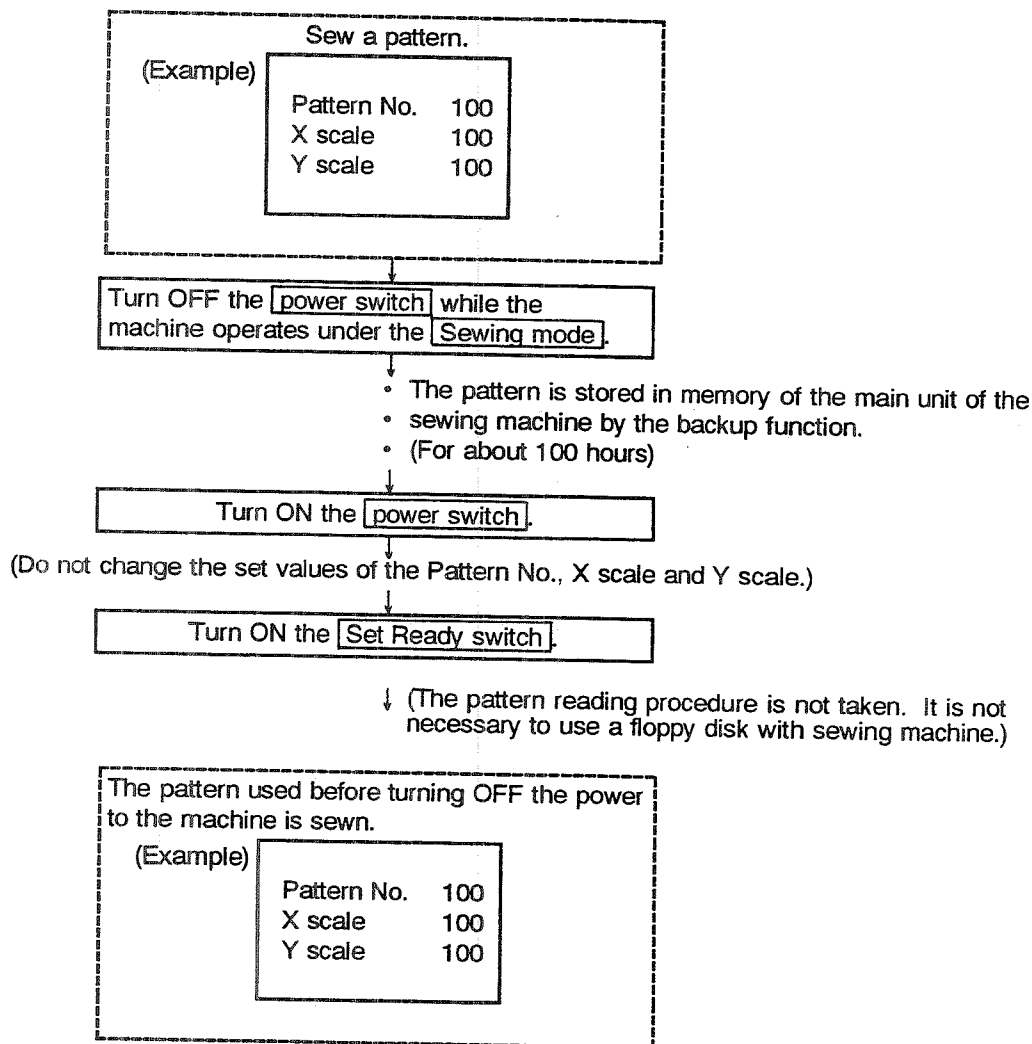 Sew a pattern.
(Example)
Pattern No. 100
X scale 100
Y scale 100
Turn OFF the power switch while the
machine operates under the Sewing mode.
• The pattern is stored in memory of the main unit of the
• sewing machine by the backup function.
• (For about 100 hours)
Turn ON the power switch.
(Do not change the set values of the Pattern No., X scale and Y scale.)
Turn ON the Set Ready switch.
(The pattern reading procedure is not taken. It is not
necessary to use a floppy disk with sewing machine.)
The pattern used before turning OFF the power
to the machine is sewn.
(Example)
Pattern No. 100
X scale 100
Y scale 100